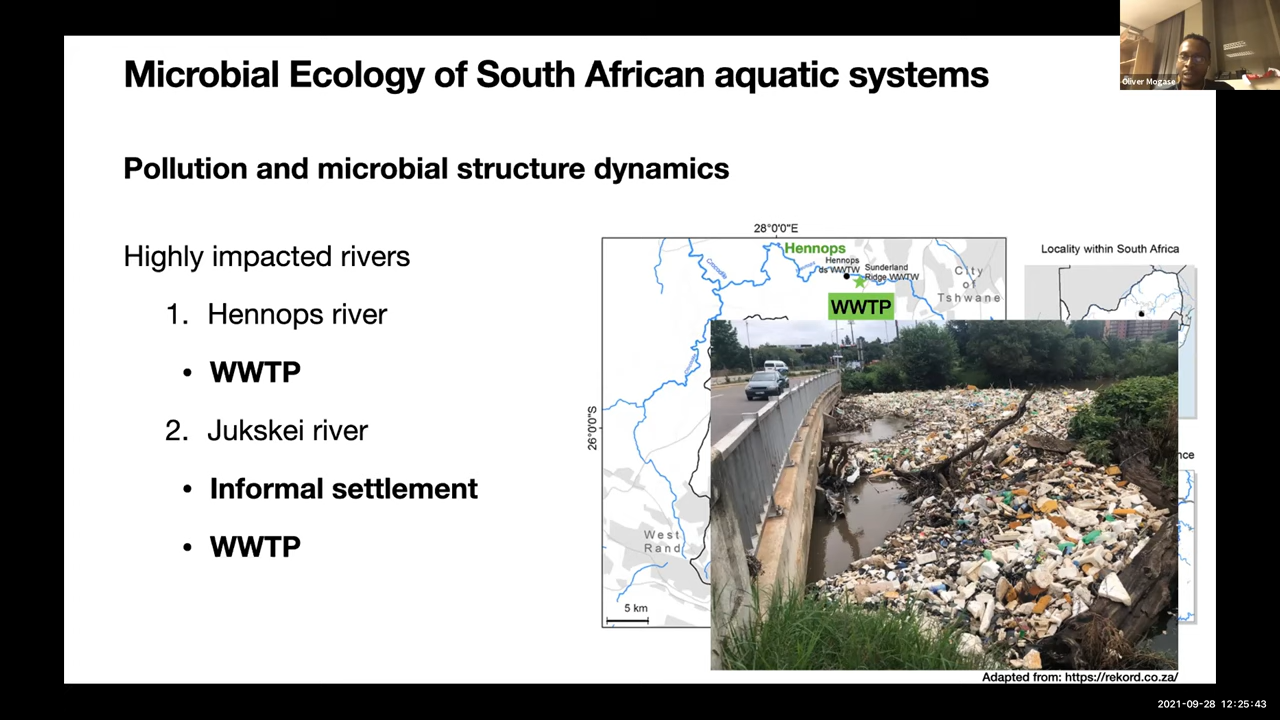 Microbial Ecology of South African aquatic systems
Oliver Mogase
Pollution and microbial structure dynamics
Highly impacted rivers
1. Hennops river
• WWTP
2. Jukskei river
• Informal settlement
• WWTP
28°0'0"E
26°0'0"S
Hennops
Hennops
ds WWTW
Sunderland
Ridge WWTW
City
of
Tshwane
WWTP
West
Rand
5 km
Locality within South Africa
nce
Adapted from: https://rekord.co.za/
2021-09-28 12:25:43